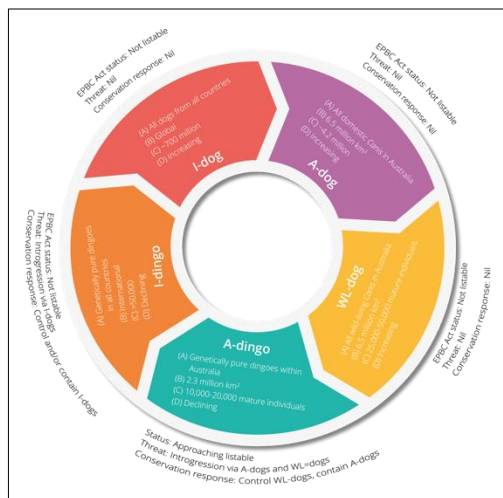 EPBC Act status: Not listable
Threat: Nil
Conservation response: Nil
(A) All dogs from all countries
(B) Global
(C) ~700 million
(D) Increasing
I-dog
EPBC Act status: Not listable
Threat: Nil
Conservation response: Nil
(A) All domestic Canis in Australia
(B) 6.5 million km²
(C) ~4.2 million
(D) Increasing
A-dog
EPBC Act status: Not listable
Threat: Nil
Conservation response: Nil
WL-dog
(A) All wild-living Canis in Australia
(B) 6.5 million km²
(C) 25,000-50,000 mature individuals
(D) Increasing
A-dingo
(A) Genetically pure dingoes within
Australia
(B) 2.3 million km²
(C) 10,000-20,000 mature individuals
(D) Declining
Status: Approaching listable
Threat: Introgression via A-dogs and WL=dogs
Conservation response: Control WL-dogs, contain A-dogs
I-dingo
(A) Genetically pure dingoes
in all countries
(B) International
(C) >50,000
(D) Declining
EPBC Act status: Not listable
Threat: Introgression via I-dogs
Conservation response: Control and/or contain I-dogs